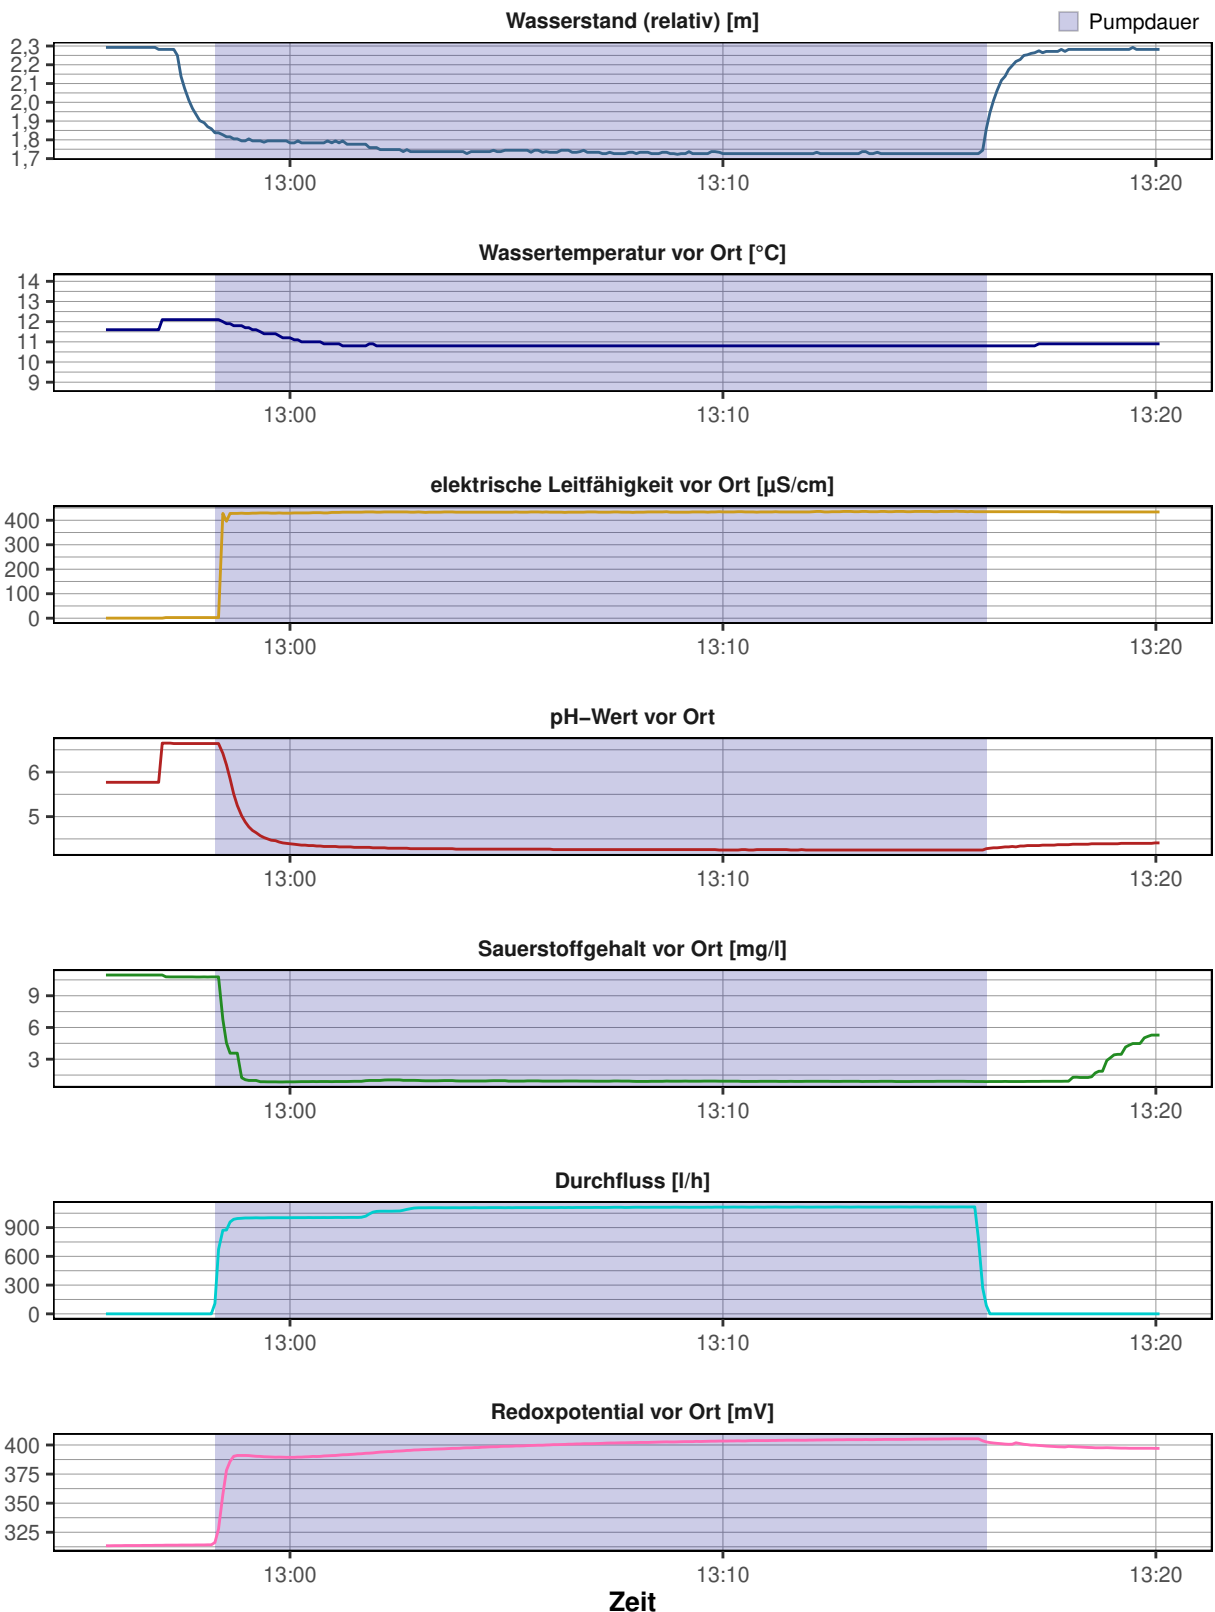 Wasserstand (relativ) [m]
Pumpdauer
2,3
2,2
2,1
2,0
1,9
1,8
1,7
13:00 13:10 13:20
Wassertemperatur vor Ort [°C]
14
13
12
11
10
9
13:00 13:10 13:20
elektrische Leitfähigkeit vor Ort [µS/cm]
400
300
200
100
0
13:00 13:10 13:20
pH−Wert vor Ort
6
5
13:00 13:10 13:20
Sauerstoffgehalt vor Ort [mg/l]
9
6
3
13:00 13:10 13:20
Durchfluss [l/h]
900
600
300
0
13:00 13:10 13:20
Redoxpotential vor Ort [mV]
400
375
350
325
13:00 13:10 13:20
Zeit